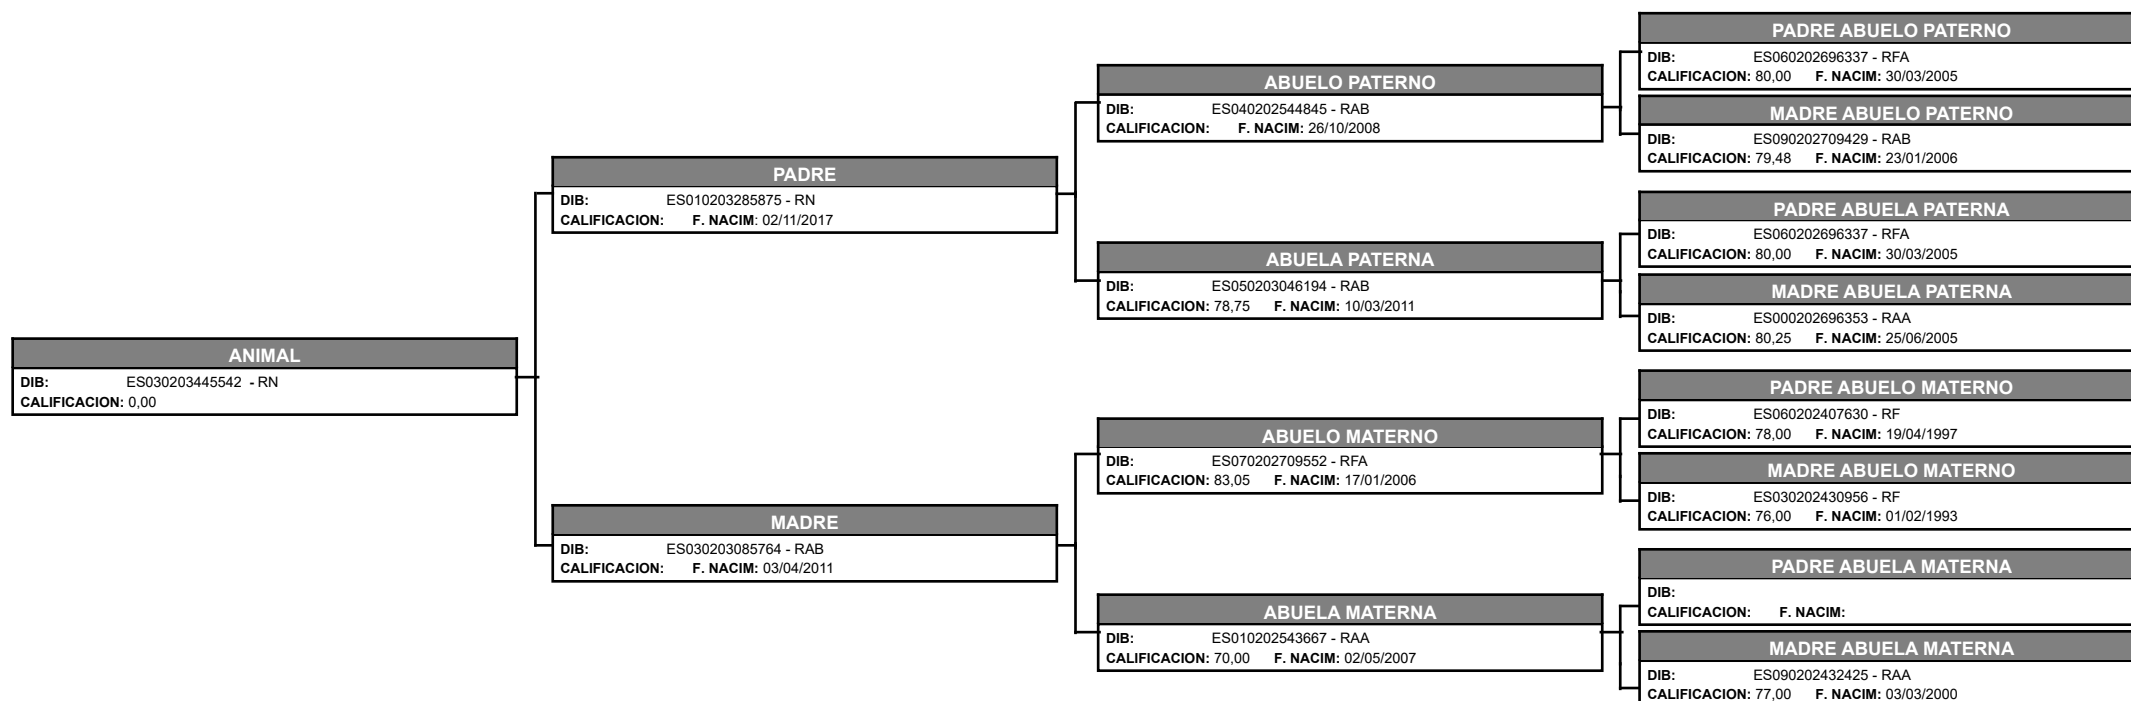 PADRE ABUELO PATERNO
DIB: ES060202696337 - RFA
CALIFICACION: 80,00 F. NACIM: 30/03/2005
ABUELO PATERNO
DIB: ES040202544845 - RAB
CALIFICACION: F. NACIM: 26/10/2008
MADRE ABUELO PATERNO
DIB: ES090202709429 - RAB
CALIFICACION: 79,48 F. NACIM: 23/01/2006
PADRE
DIB: ES010203285875 - RN
CALIFICACION: F. NACIM: 02/11/2017
PADRE ABUELA PATERNA
DIB: ES060202696337 - RFA
CALIFICACION: 80,00 F. NACIM: 30/03/2005
ABUELA PATERNA
DIB: ES050203046194 - RAB
CALIFICACION: 78,75 F. NACIM: 10/03/2011
MADRE ABUELA PATERNA
DIB: ES000202696353 - RAA
CALIFICACION: 80,25 F. NACIM: 25/06/2005
ANIMAL
DIB: ES030203445542 - RN
CALIFICACION: 0,00
PADRE ABUELO MATERNO
DIB: ES060202407630 - RF
CALIFICACION: 78,00 F. NACIM: 19/04/1997
ABUELO MATERNO
DIB: ES070202709552 - RFA
CALIFICACION: 83,05 F. NACIM: 17/01/2006
MADRE ABUELO MATERNO
DIB: ES030202430956 - RF
CALIFICACION: 76,00 F. NACIM: 01/02/1993
MADRE
DIB: ES030203085764 - RAB
CALIFICACION: F. NACIM: 03/04/2011
PADRE ABUELA MATERNA
DIB:
CALIFICACION: F. NACIM:
ABUELA MATERNA
DIB: ES010202543667 - RAA
CALIFICACION: 70,00 F. NACIM: 02/05/2007
MADRE ABUELA MATERNA
DIB: ES090202432425 - RAA
CALIFICACION: 77,00 F. NACIM: 03/03/2000